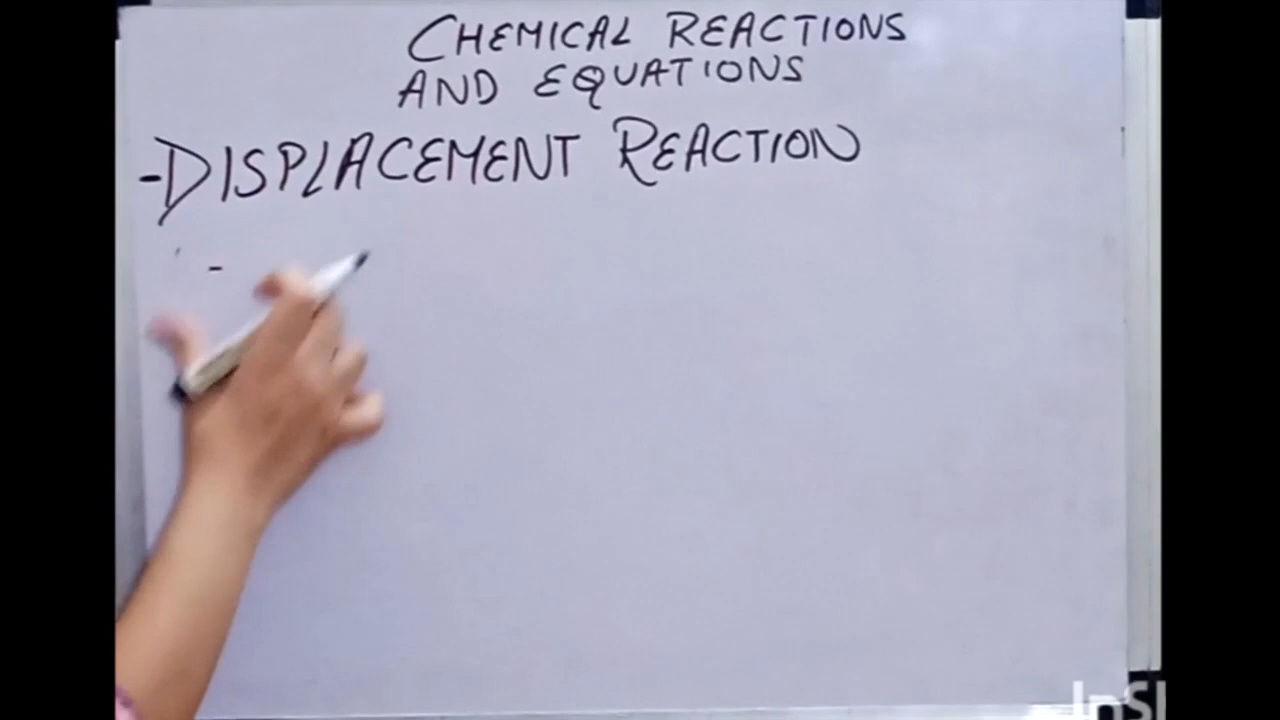 CHEMICAL REACTIONS
AND EQUATIONS
-DISPLACEMENT REACTION
-